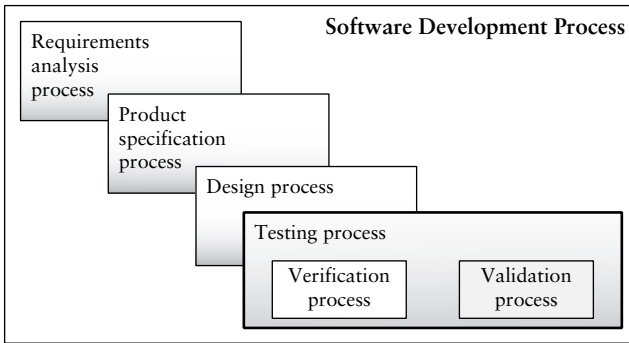 Software Development Process
Requirements
analysis
process
Product
specification
process
Design process
Testing process
Verification
process
Validation
process